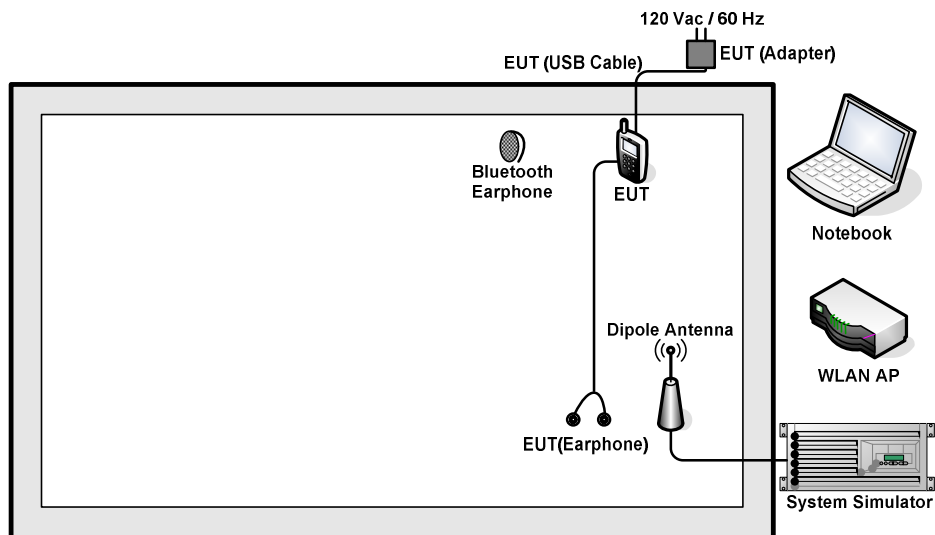 120 Vac / 60 Hz
EUT (USB Cable)
EUT (Adapter)
Bluetooth
Earphone
EUT
Notebook
Dipole Antenna
WLAN AP
EUT(Earphone)
System Simulator